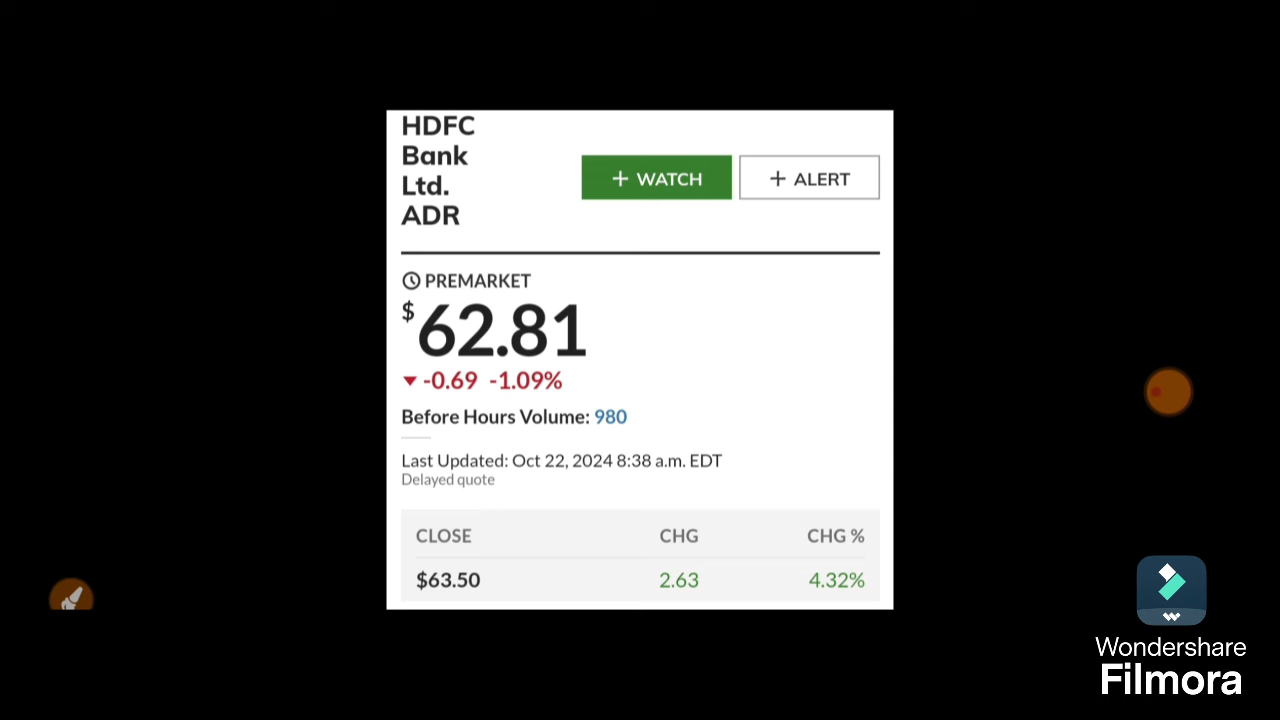 HDFC
Bank
Ltd.
ADR
+ WATCH
+ ALERT
PREMARKET
$62.81
-0.69 -1.09%
Before Hours Volume: 980
Last Updated: Oct 22, 2024 8:38 a.m. EDT
Delayed quote
CLOSE CHG CHG %
$63.50 2.63 4.32%
Wondershare
Filmora